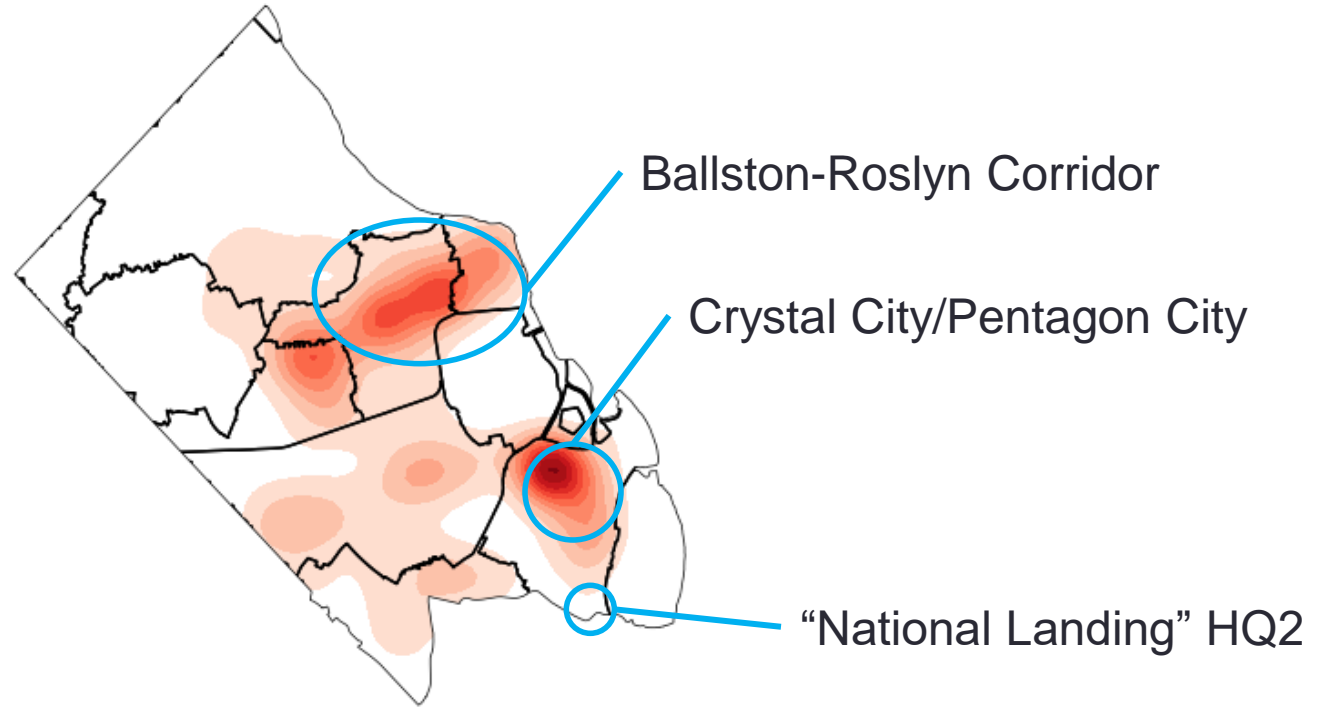 Ballston-Roslyn Corridor
Crystal City/Pentagon City
“National Landing” HQ2